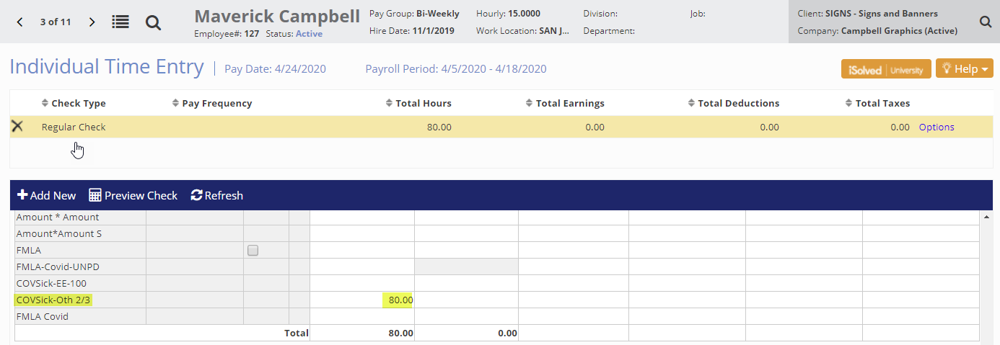 3 of 11
Maverick Campbell
Employee#: 127 Status: Active
Pay Group: Bi-Weekly
Hire Date: 11/1/2019
Hourly: 15.0000
Work Location: SAN J...
Division:
Department:
Job:
Client: SIGNS - Signs and Banners
Company: Campbell Graphics (Active)
Individual Time Entry | Pay Date: 4/24/2020 Payroll Period: 4/5/2020 - 4/18/2020
iSolved | University
Help
Check Type Pay Frequency Total Hours Total Earnings Total Deductions Total Taxes
Regular Check 80.00 0.00 0.00 0.00 Options
Add New Preview Check Refresh
Amount * Amount
Amount*Amount S
FMLA
FMLA-Covid-UNPD
COVSick-EE-100
COVSick-Oth 2/3 80.00
FMLA Covid
Total 80.00 0.00